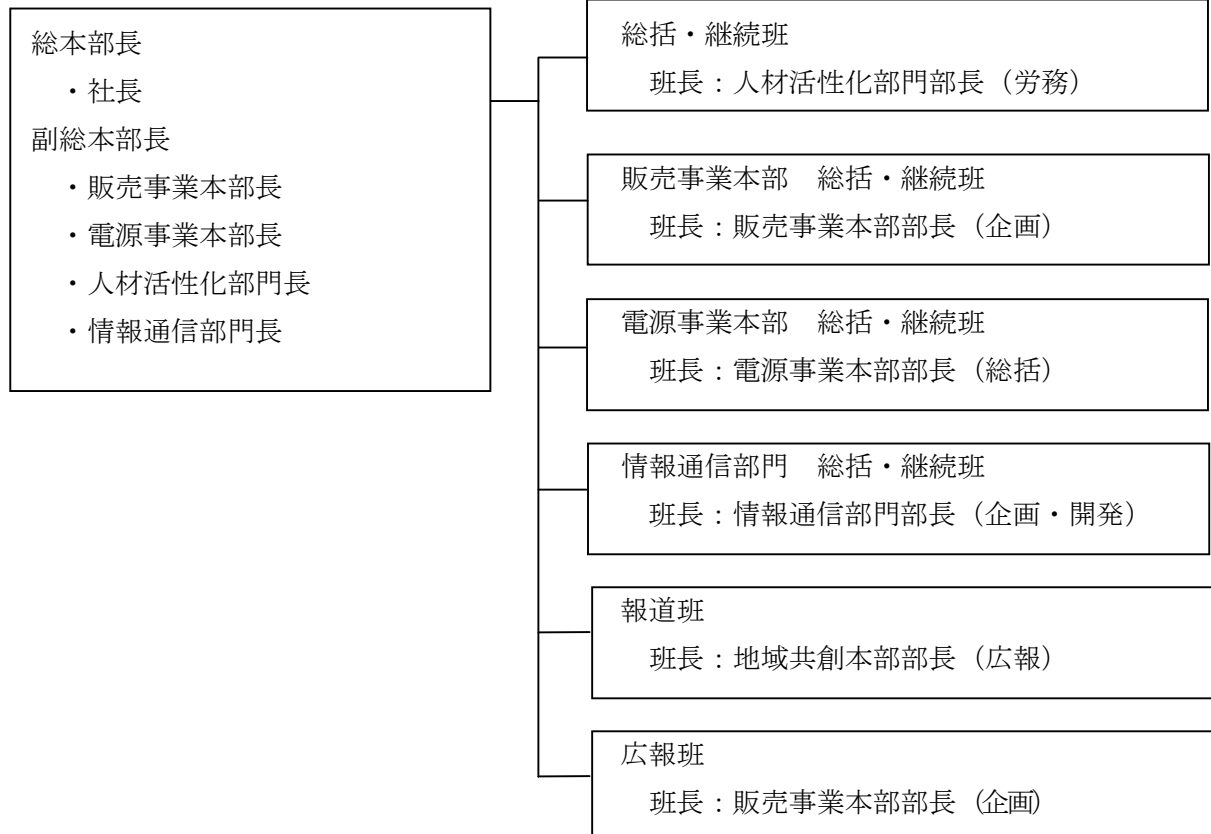 総本部長
・社長
副総本部長
・販売事業本部長
・電源事業本部長
・人材活性化部門長
・情報通信部門長
総括・継続班
班長：人材活性化部門部長（労務）
販売事業本部　総括・継続班
班長：販売事業本部部長（企画）
電源事業本部　総括・継続班
班長：電源事業本部部長（総括）
情報通信部門　総括・継続班
班長：情報通信部門部長（企画・開発）
報道班
班長：地域共創本部部長（広報）
広報班
班長：販売事業本部部長（企画）